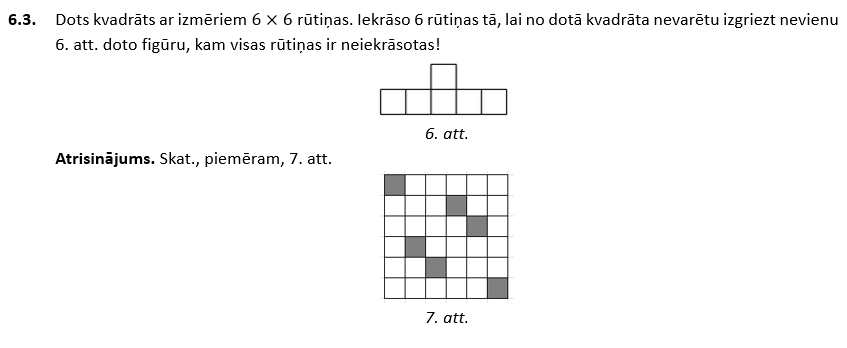 6.3. Dots kvadrāts ar izmēriem 6 × 6 rūtiņas. Iekrāso 6 rūtiņas tā, lai no dotā kvadrāta nevarētu izgriezt nevienu
6. att. doto figūru, kam visas rūtiņas ir neiekrāsotas!
6. att.
Atrisinājums. Skat., piemēram, 7. att.
7. att.